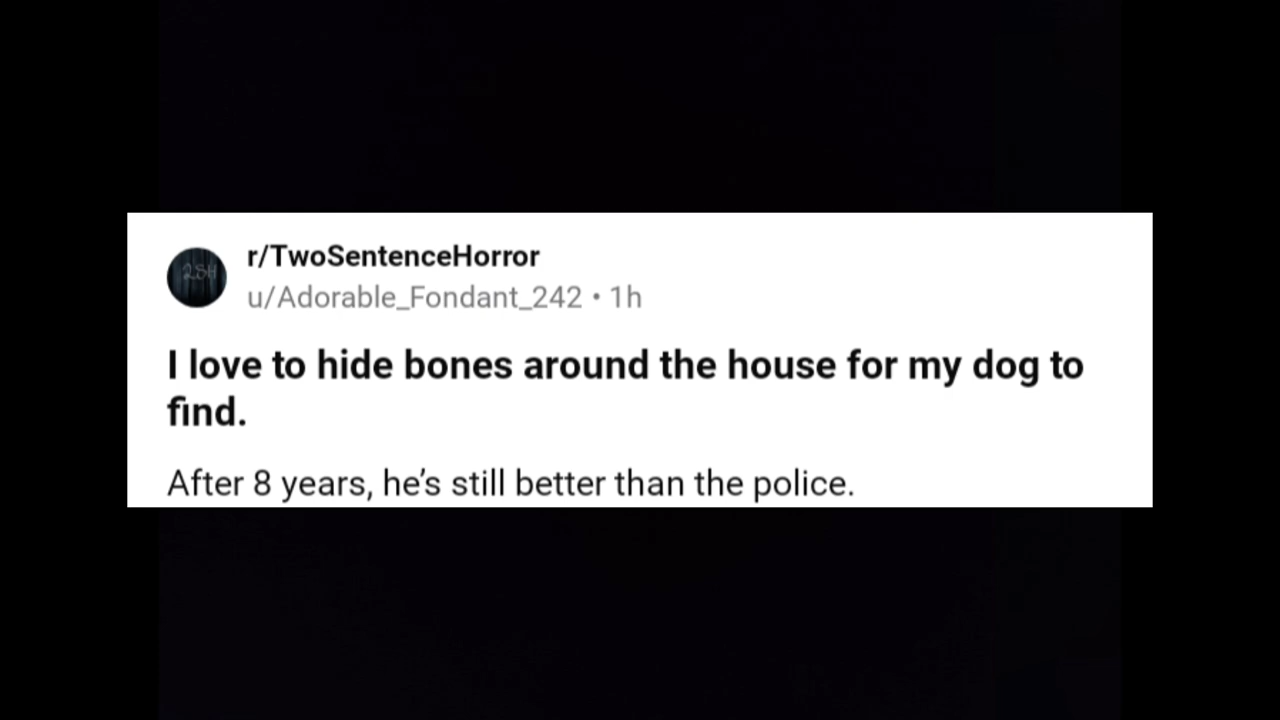 2SH
r/TwoSentenceHorror
u/Adorable_Fondant_242 • 1h
I love to hide bones around the house for my dog to
find.
After 8 years, he’s still better than the police.